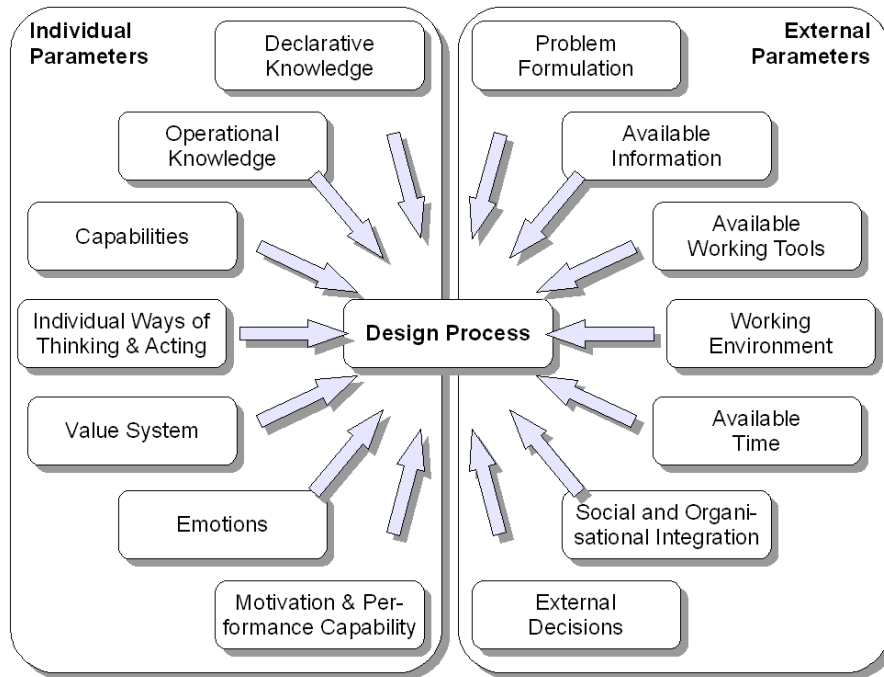 Individual
Parameters
Declarative
Knowledge
Operational
Knowledge
Capabilities
Individual Ways of
Thinking & Acting
Value System
Emotions
Motivation & Per-
formance Capability
Design Process
External
Parameters
Problem
Formulation
Available
Information
Available
Working Tools
Working
Environment
Available
Time
Social and Organi-
sational Integration
External
Decisions